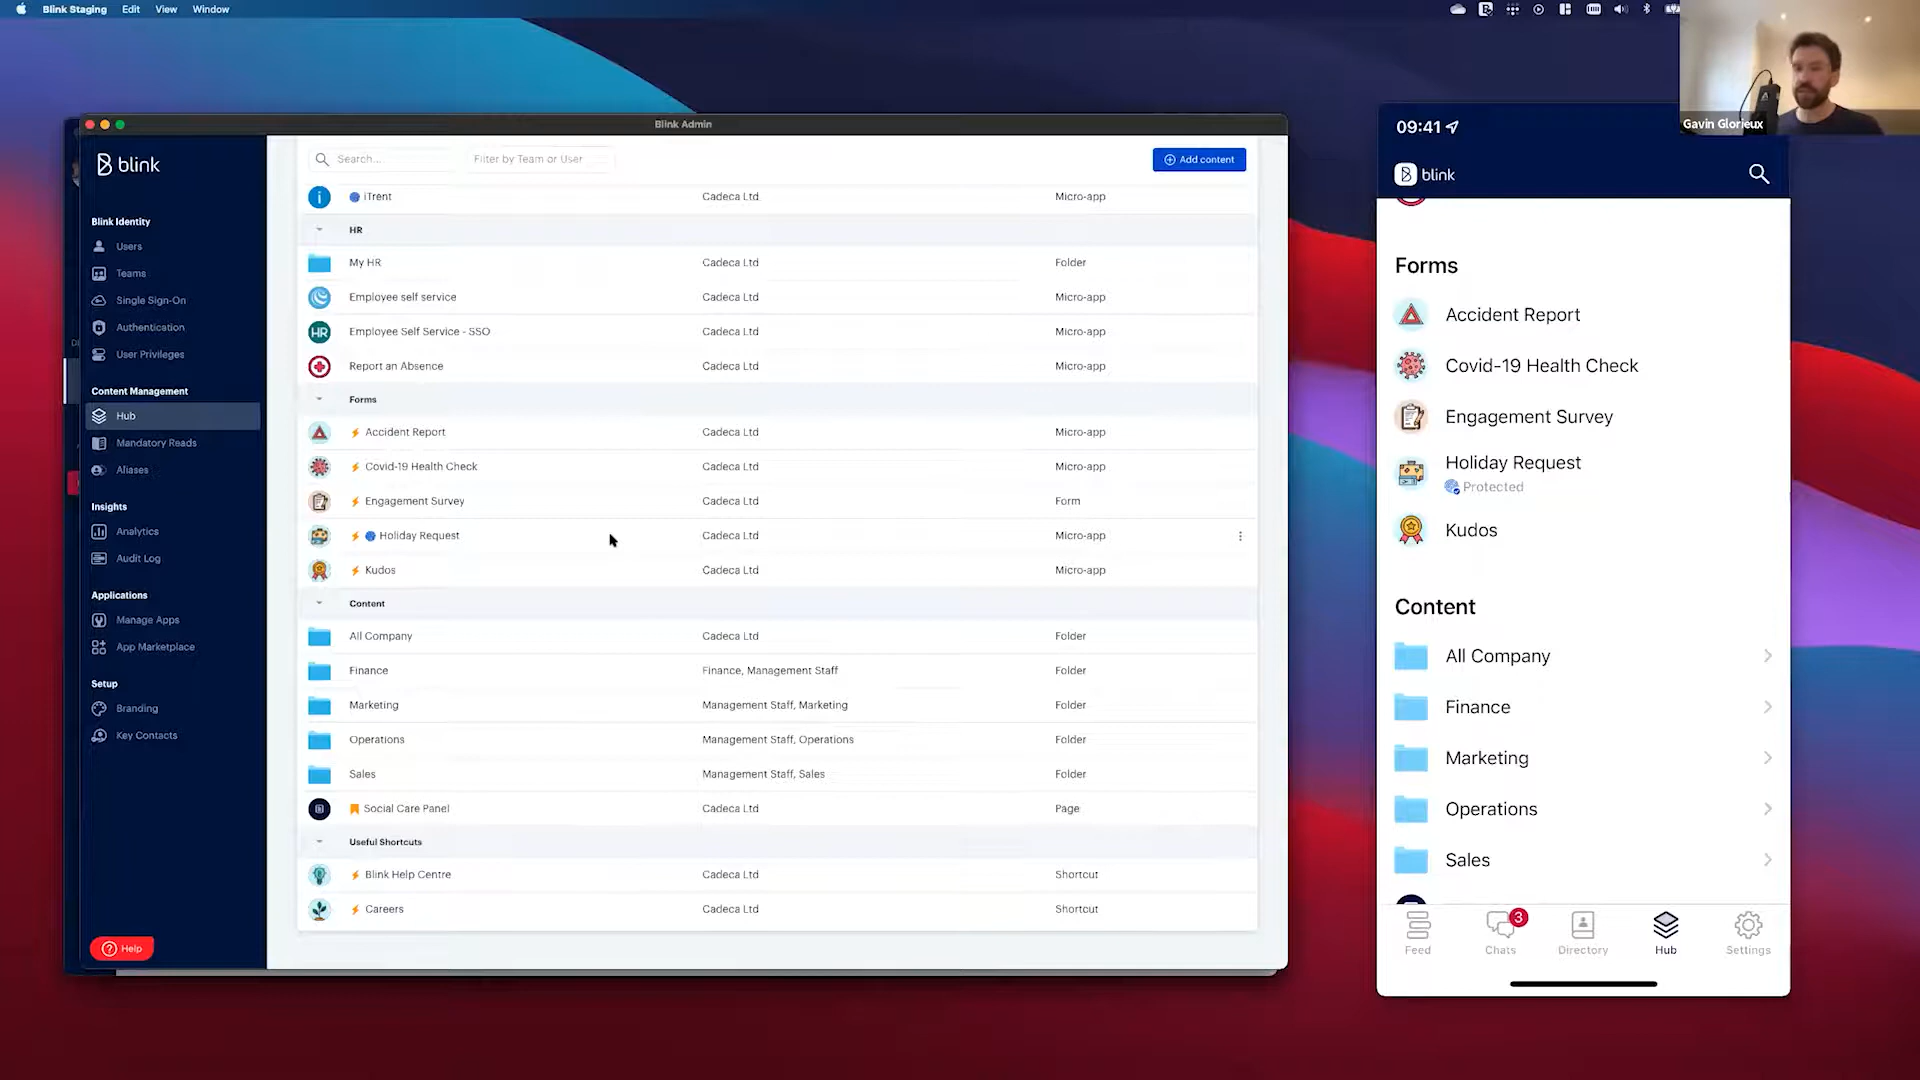 Blink Staging Edit View Window
Gavin Glorieux
Blink Admin
blink
Blink Identity
Users
Teams
Single Sign-On
Authentication
User Privileges
Content Management
Hub
Mandatory Reads
Aliases
Insights
Analytics
Audit Log
Applications
Manage Apps
App Marketplace
Setup
Branding
Key Contacts
Help
Search... Filter by Team or User Add content
iTrent Cadeca Ltd Micro-app
HR
My HR Cadeca Ltd Folder
Employee self service Cadeca Ltd Micro-app
HR Employee Self Service - SSO Cadeca Ltd Micro-app
Report an Absence Cadeca Ltd Micro-app
Forms
Accident Report Cadeca Ltd Micro-app
Covid-19 Health Check Cadeca Ltd Micro-app
Engagement Survey Cadeca Ltd Form
Holiday Request Cadeca Ltd Micro-app
Kudos Cadeca Ltd Micro-app
Content
All Company Cadeca Ltd Folder
Finance Finance, Management Staff Folder
Marketing Management Staff, Marketing Folder
Operations Management Staff, Operations Folder
Sales Management Staff, Sales Folder
Social Care Panel Cadeca Ltd Page
Useful Shortcuts
Blink Help Centre Cadeca Ltd Shortcut
Careers Cadeca Ltd Shortcut
09:41
blink
Forms
Accident Report
Covid-19 Health Check
Engagement Survey
Holiday Request
Protected
Kudos
Content
All Company
Finance
Marketing
Operations
Sales
3
Feed Chats Directory Hub Settings